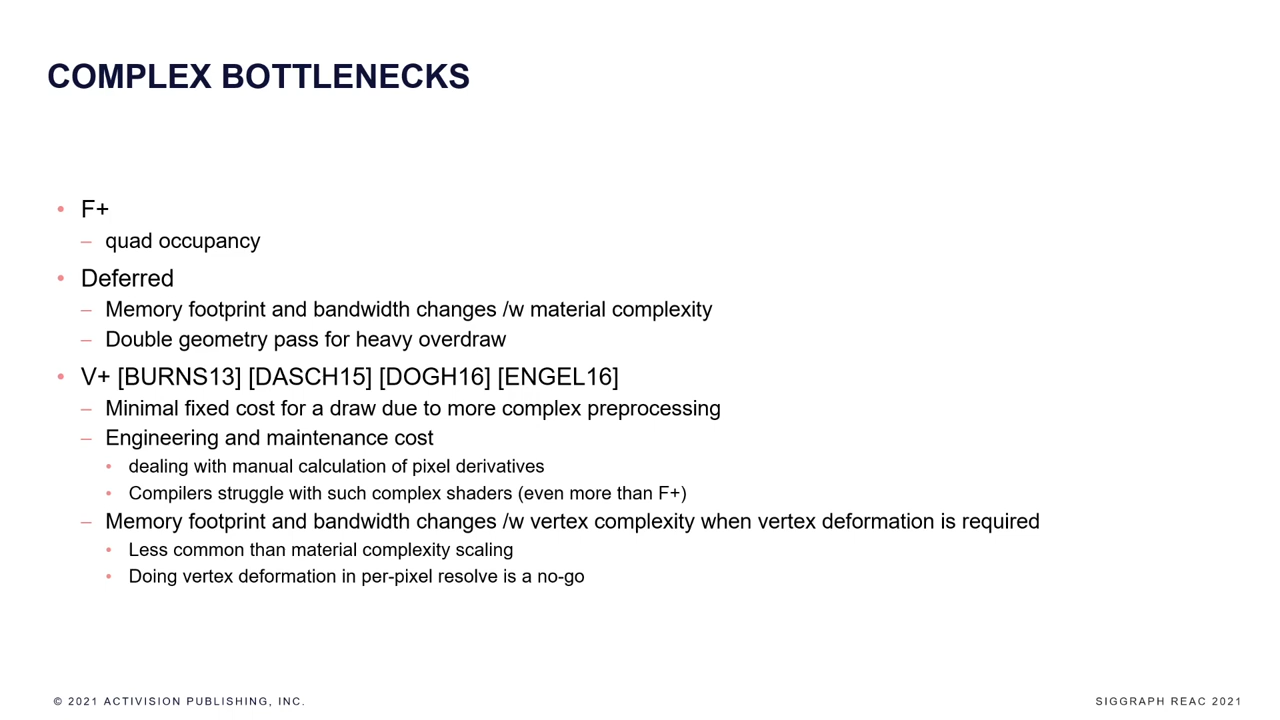 COMPLEX BOTTLENECKS
• F+
– quad occupancy
• Deferred
– Memory footprint and bandwidth changes /w material complexity
– Double geometry pass for heavy overdraw
• V+ [BURNS13] [DASCH15] [DOGH16] [ENGEL16]
– Minimal fixed cost for a draw due to more complex preprocessing
– Engineering and maintenance cost
• dealing with manual calculation of pixel derivatives
• Compilers struggle with such complex shaders (even more than F+)
– Memory footprint and bandwidth changes /w vertex complexity when vertex deformation is required
• Less common than material complexity scaling
• Doing vertex deformation in per-pixel resolve is a no-go
© 2021 ACTIVISION PUBLISHING, INC.
SIGGRAPH REAC 2021